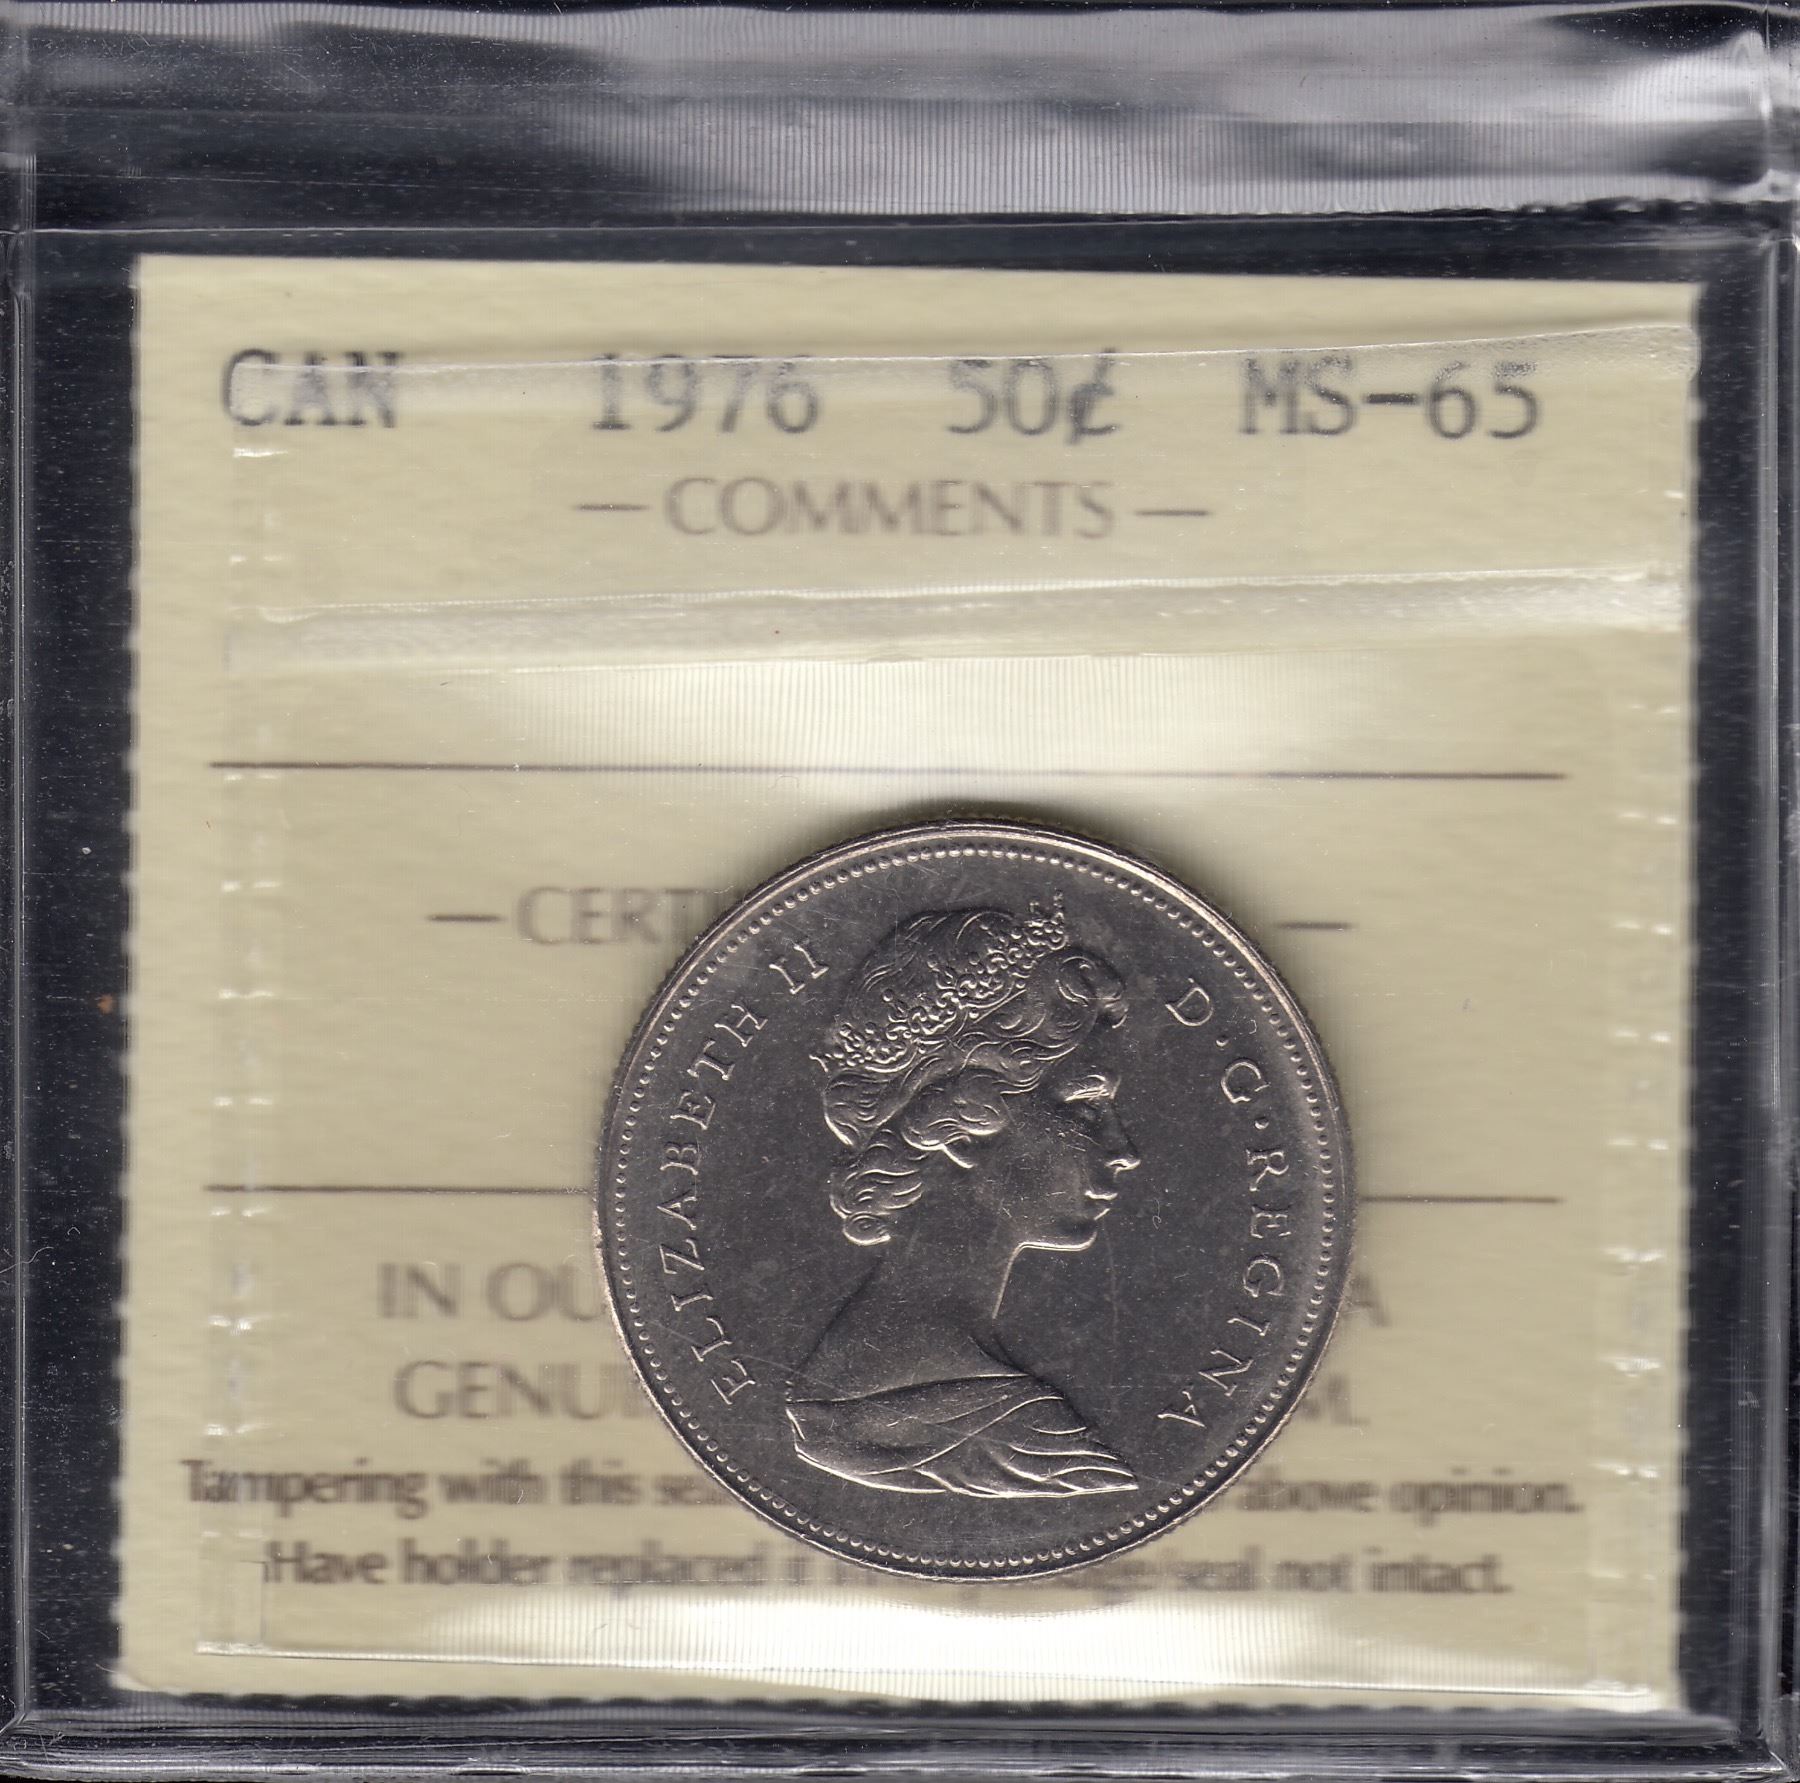 CAN 1976 50¢ MS-65
— COMMENTS —
— CERT —
ELIZABETH II D·G·REGINA
IN OU A
GENU AL
Tampering with this se above opinion.
Have holder replaced i seal not intact.